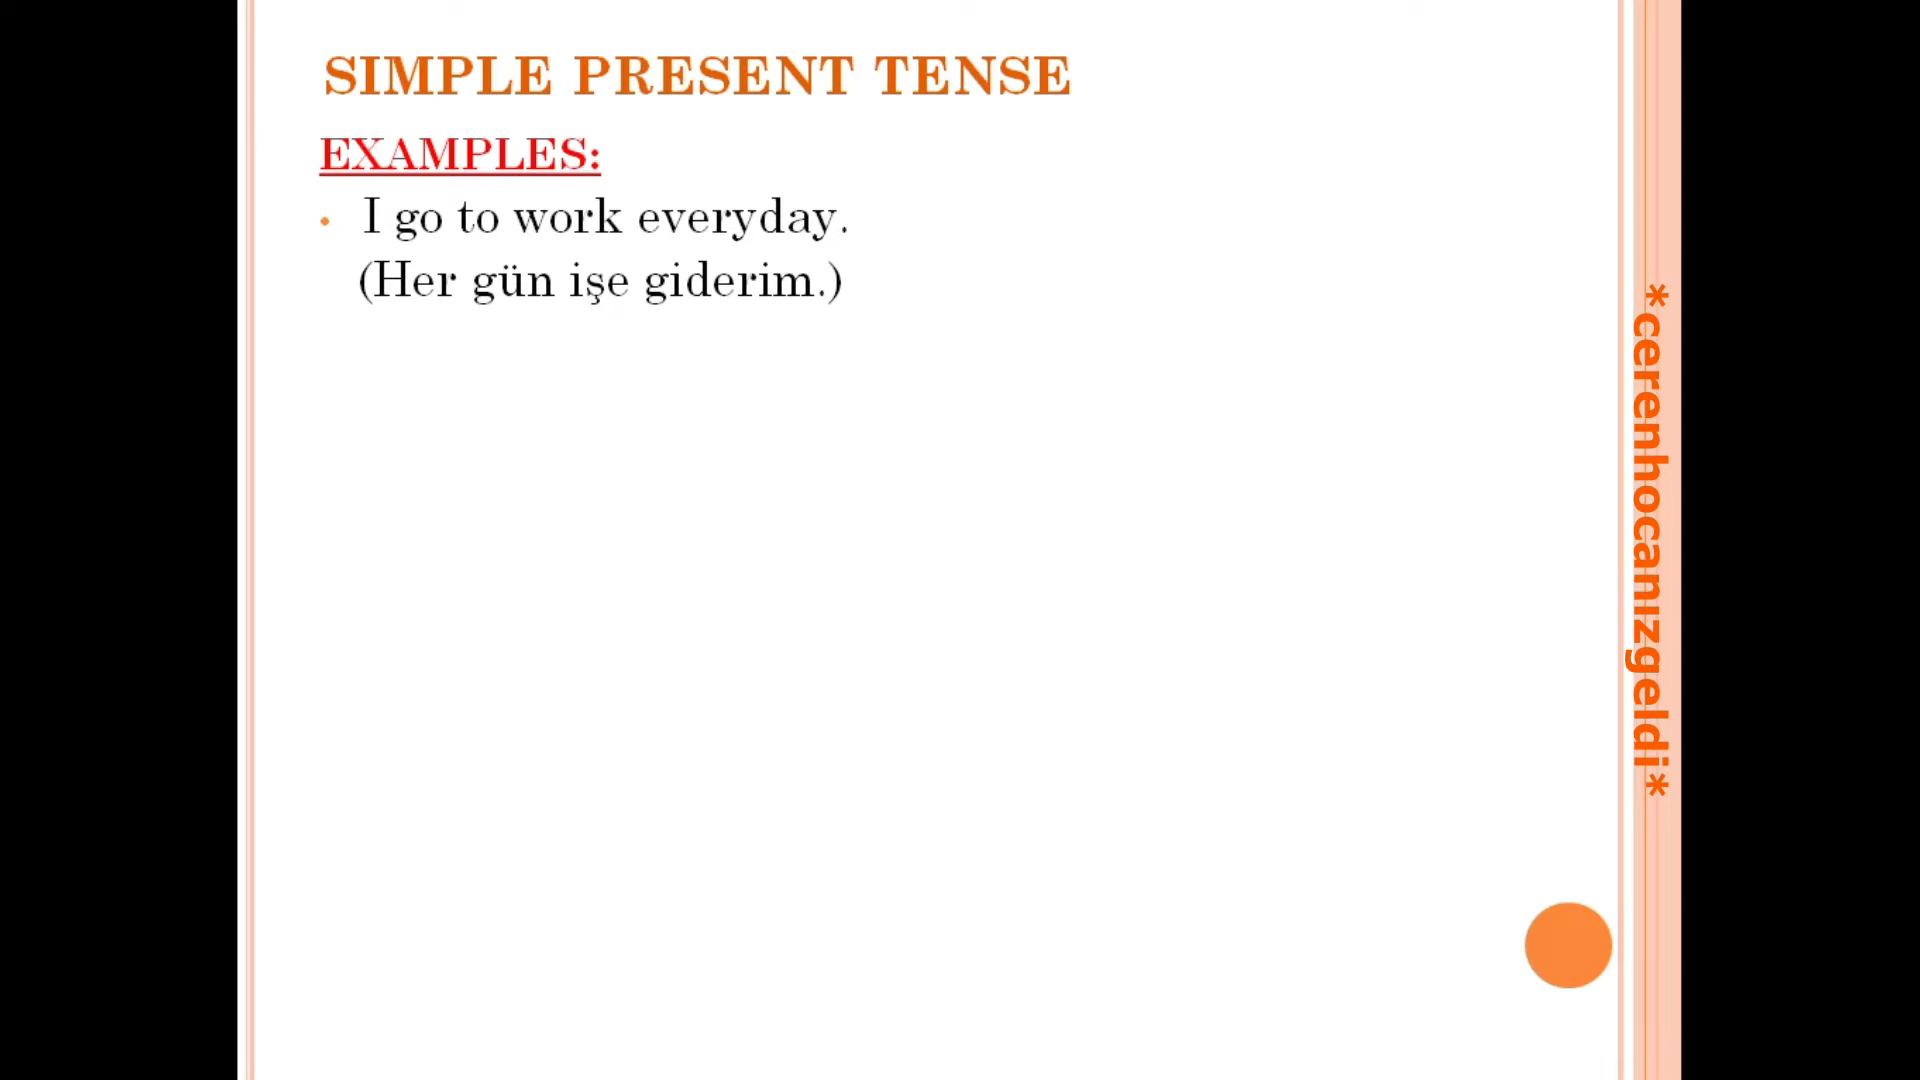 SIMPLE PRESENT TENSE
EXAMPLES:
• I go to work everyday.
(Her gün işe giderim.)
*cerenhocanızgeldi*